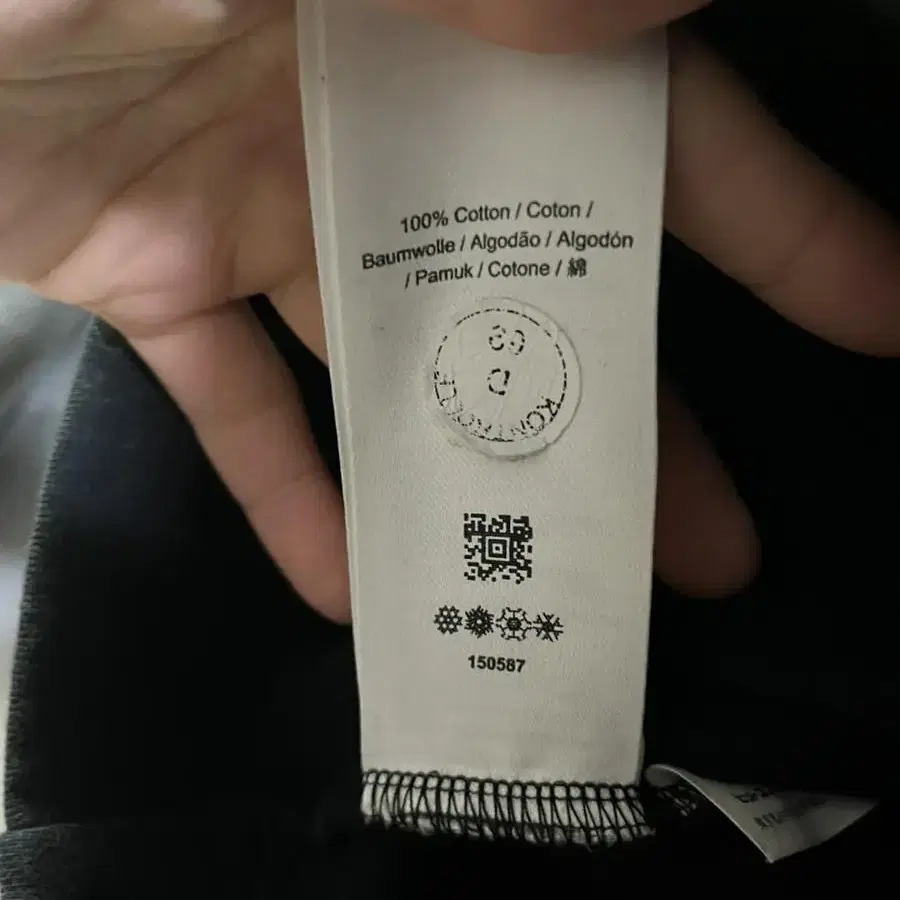 100% Cotton / Coton /
Baumwolle / Algodão / Algodón
/ Pamuk / Cotone / 綿
D
150587